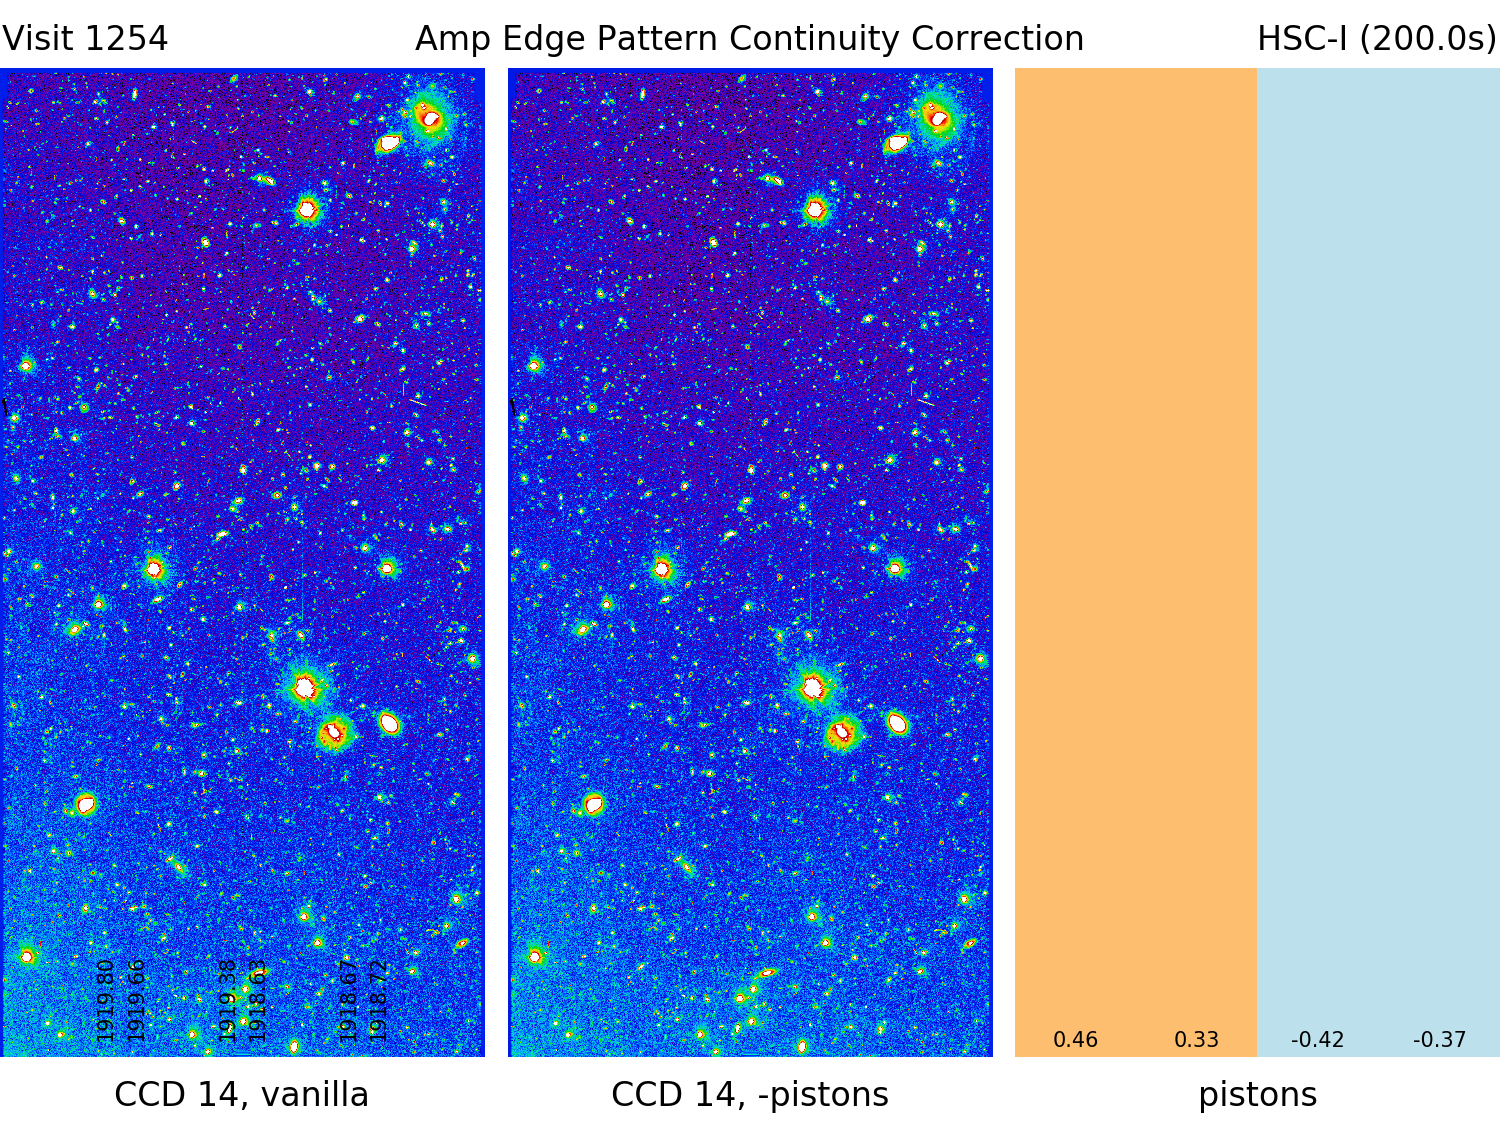 Visit 1254 Amp Edge Pattern Continuity Correction HSC-I (200.0s)
1919.80 1919.66 1919.38 1918.63 1918.67 1918.72
0.46 0.33 -0.42 -0.37
CCD 14, vanilla CCD 14, -pistons pistons